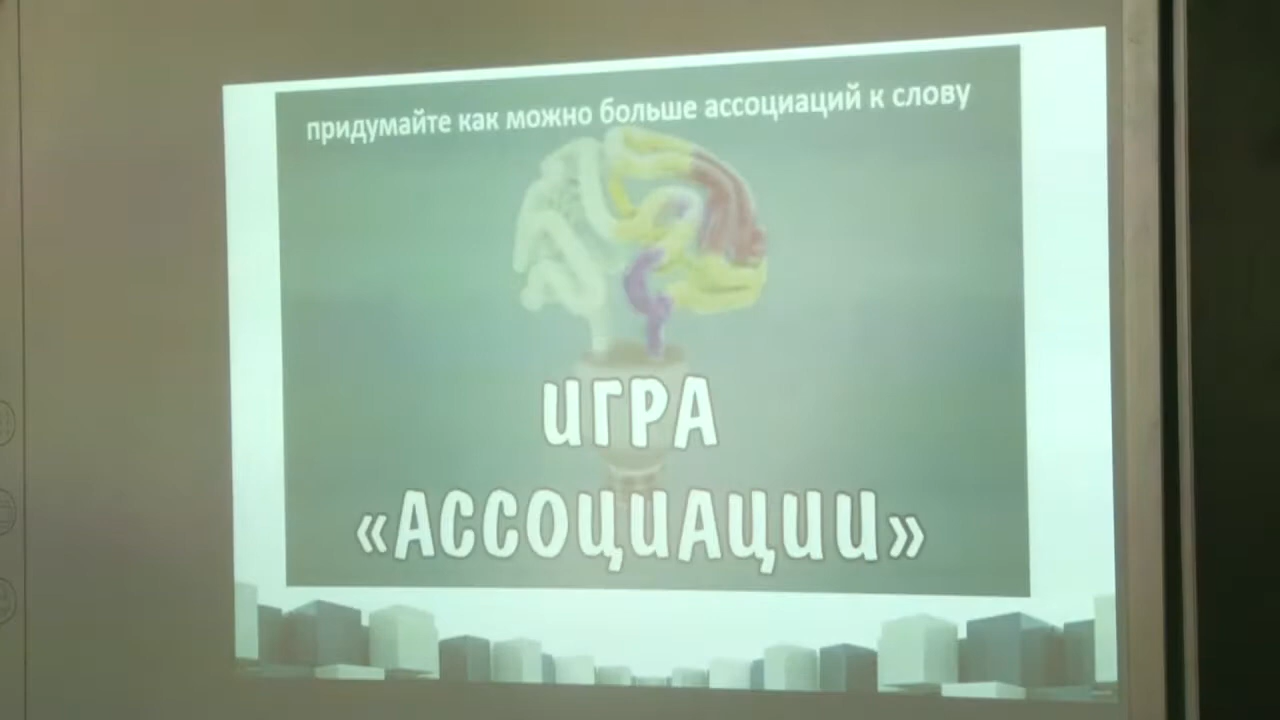 придумайте как можно больше ассоциаций к слову
ИГРА
«АССОЦИАЦИИ»